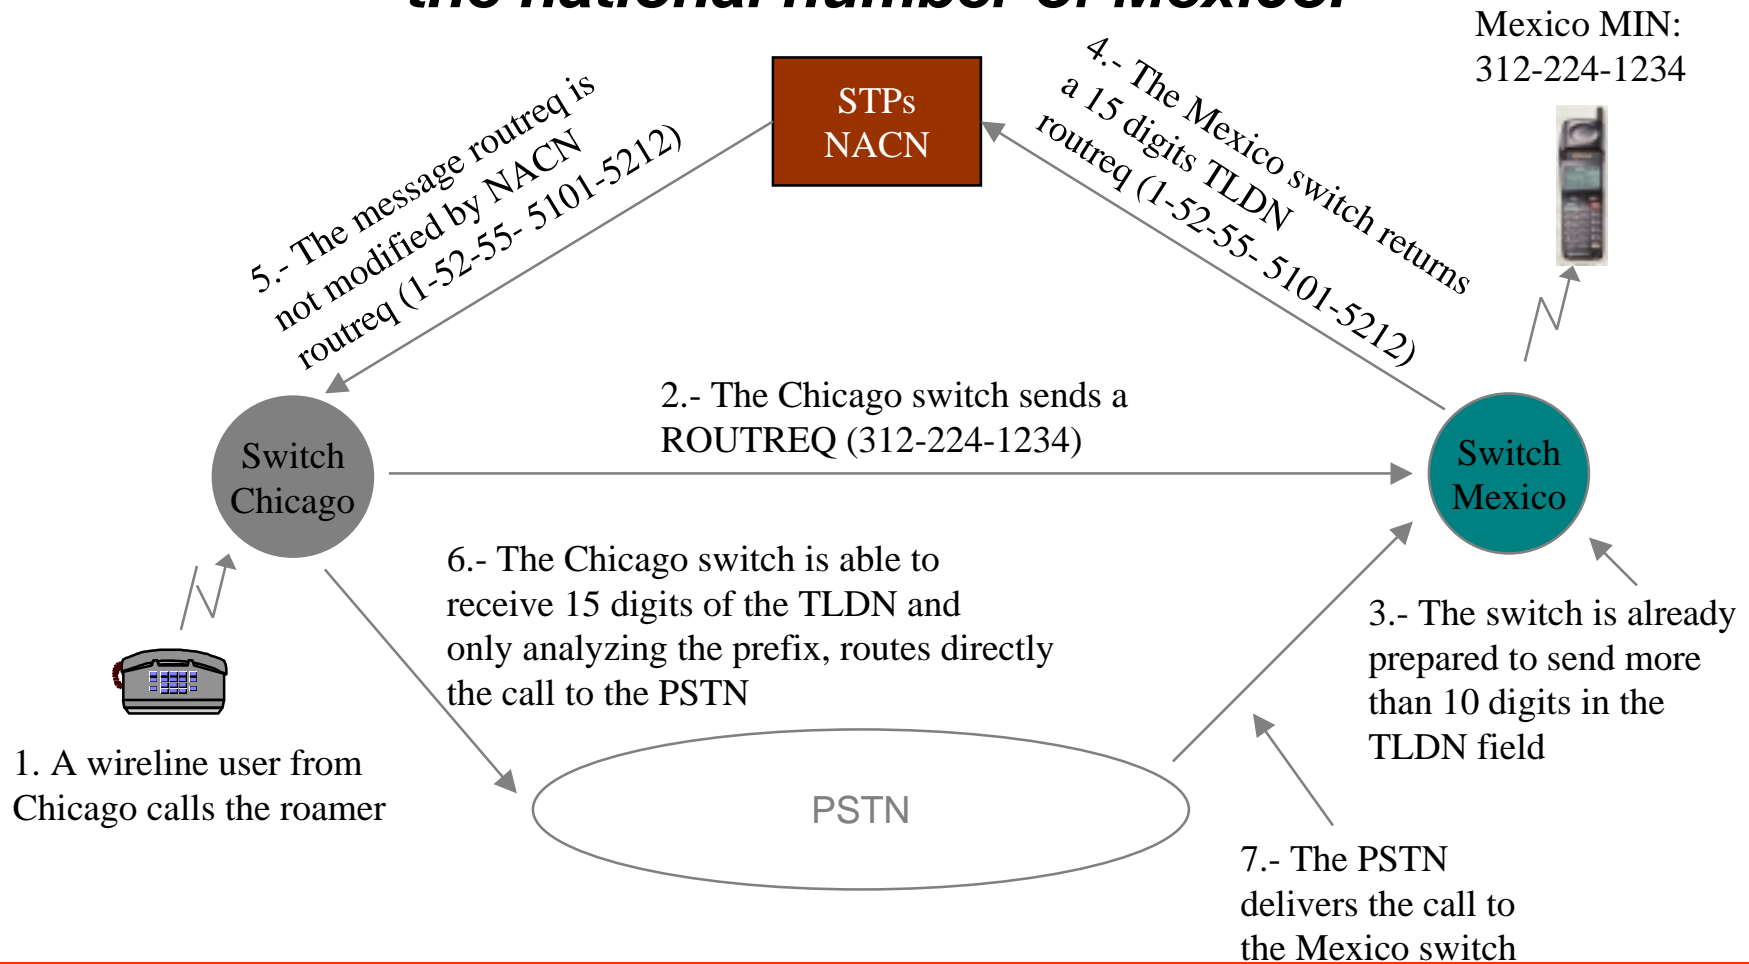 the national number of Mexico.
Mexico MIN:
312-224-1234
STPs
NACN
4.- The Mexico switch returns
a 15 digits TLDN
routreq (1-52-55- 5101-5212)
5.- The message routreq is
not modified by NACN
routreq (1-52-55- 5101-5212)
2.- The Chicago switch sends a
ROUTREQ (312-224-1234)
Switch
Chicago
Switch
Mexico
6.- The Chicago switch is able to
receive 15 digits of the TLDN and
only analyzing the prefix, routes directly
the call to the PSTN
3.- The switch is already
prepared to send more
than 10 digits in the
TLDN field
1. A wireline user from
Chicago calls the roamer
PSTN
7.- The PSTN
delivers the call to
the Mexico switch